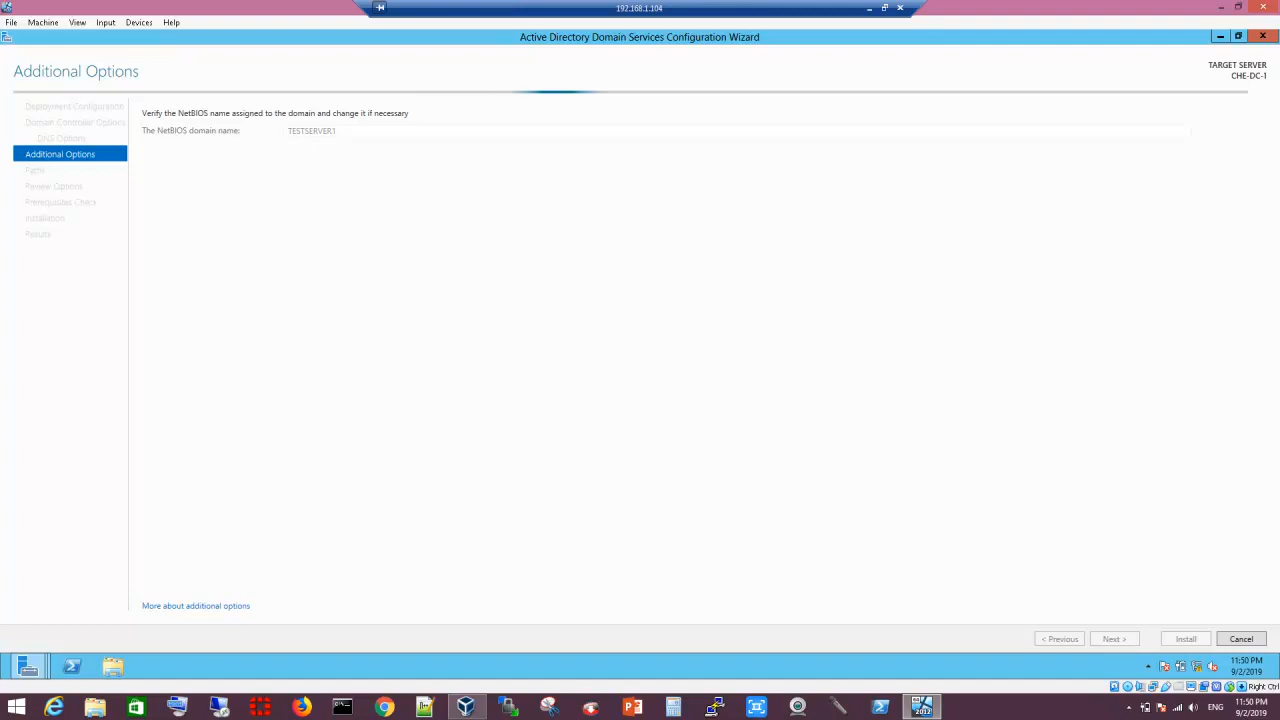 192.168.1.104
File Machine View Input Devices Help
Active Directory Domain Services Configuration Wizard
Additional Options
TARGET SERVER
CHE-DC-1
Deployment Configuration
Domain Controller Options
DNS Options
Additional Options
Paths
Review Options
Prerequisites Check
Installation
Results
Verify the NetBIOS name assigned to the domain and change it if necessary
The NetBIOS domain name: TESTSERVER1
More about additional options
< Previous Next > Install Cancel
11:50 PM
9/2/2019
Right Ctrl
2012
ENG
11:50 PM
9/2/2019